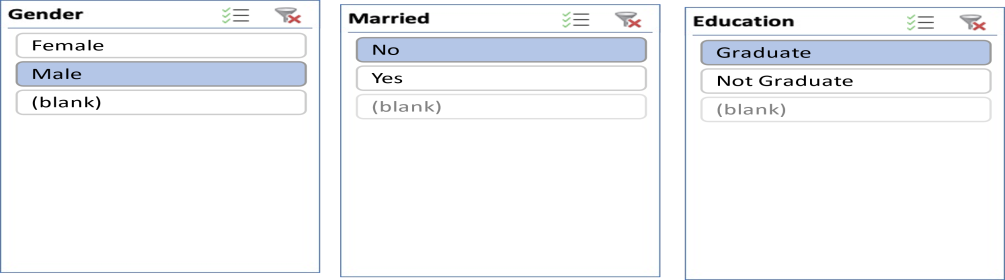 Gender
Female
Male
(blank)
Married
No
Yes
(blank)
Education
Graduate
Not Graduate
(blank)